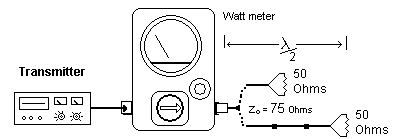 Watt meter
λ/2
Transmitter
50
Ohms
Zo = 75 Ohms
50
Ohms